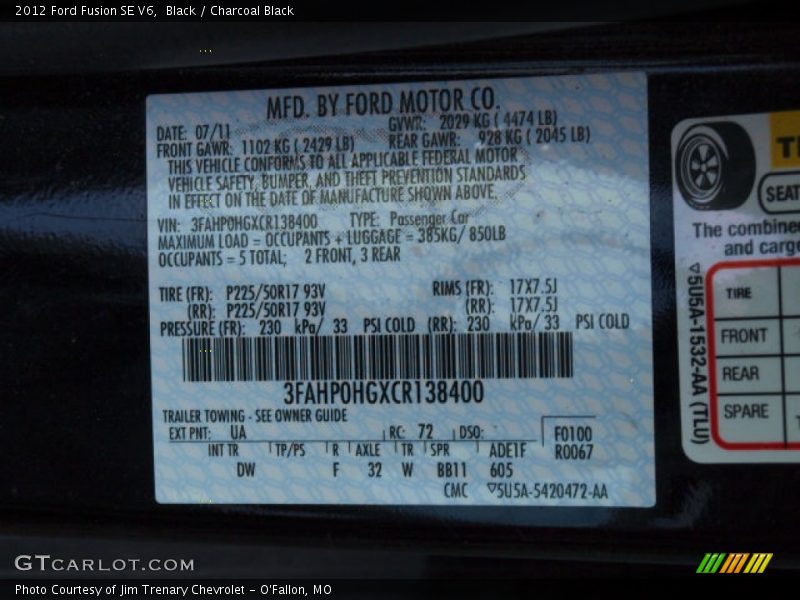 2012 Ford Fusion SE V6,  Black / Charcoal Black
MFD. BY FORD MOTOR CO.
DATE: 07/11 GVWR: 2029 KG ( 4474 LB)
FRONT GAWR: 1102 KG ( 2429 LB) REAR GAWR: 928 KG ( 2045 LB)
THIS VEHICLE CONFORMS TO ALL APPLICABLE FEDERAL MOTOR
VEHICLE SAFETY, BUMPER, AND THEFT PREVENTION STANDARDS
IN EFFECT ON THE DATE OF MANUFACTURE SHOWN ABOVE.
VIN: 3FAHP0HGXCR138400 TYPE: Passenger Car
MAXIMUM LOAD = OCCUPANTS + LUGGAGE = 385KG/ 850LB
OCCUPANTS = 5 TOTAL; 2 FRONT, 3 REAR
TIRE (FR): P225/50R17 93V RIMS (FR): 17X7.5J
(RR): P225/50R17 93V (RR): 17X7.5J
PRESSURE (FR): 230 kPa/ 33 PSI COLD (RR): 230 kPa/ 33 PSI COLD
3FAHP0HGXCR138400
TRAILER TOWING - SEE OWNER GUIDE
EXT PNT: UA RC: 72 DSO: F0100
INT TR TP/PS R AXLE TR SPR ADE1F R0067
DW F 32 W BB11 605
CMC ▽5U5A-5420472-AA
SEAT
The combine
and cargo
TIRE
FRONT
REAR
SPARE
▽5U5A-1532-AA (TLU)
GTCARLOT.COM
Photo Courtesy of Jim Trenary Chevrolet - O'Fallon, MO